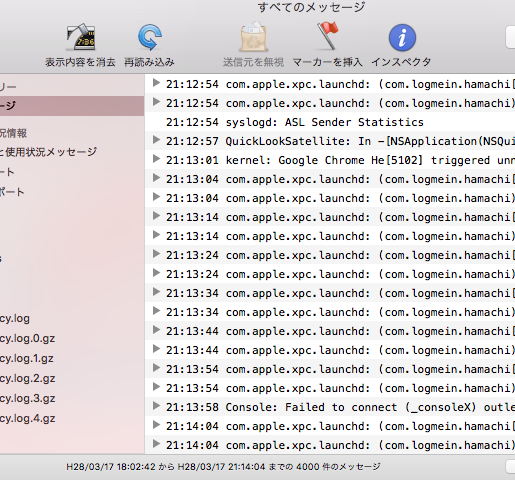 すべてのメッセージ
表示内容を消去 再読み込み 送信元を無視 マーカーを挿入 インスペクタ
リー
ージ
況情報
と使用状況メッセージ
ート
ポート
s
cy.log
cy.log.0.gz
cy.log.1.gz
cy.log.2.gz
cy.log.3.gz
cy.log.4.gz
21:12:54 com.apple.xpc.launchd: (com.logmein.hamachi[
21:12:54 com.apple.xpc.launchd: (com.logmein.hamachi)
21:12:54 syslogd: ASL Sender Statistics
21:12:57 QuickLookSatellite: In -[NSApplication(NSQui
21:13:01 kernel: Google Chrome He[5102] triggered unn
21:13:04 com.apple.xpc.launchd: (com.logmein.hamachi[
21:13:04 com.apple.xpc.launchd: (com.logmein.hamachi)
21:13:14 com.apple.xpc.launchd: (com.logmein.hamachi[
21:13:14 com.apple.xpc.launchd: (com.logmein.hamachi)
21:13:24 com.apple.xpc.launchd: (com.logmein.hamachi[
21:13:24 com.apple.xpc.launchd: (com.logmein.hamachi)
21:13:34 com.apple.xpc.launchd: (com.logmein.hamachi[
21:13:34 com.apple.xpc.launchd: (com.logmein.hamachi)
21:13:44 com.apple.xpc.launchd: (com.logmein.hamachi[
21:13:44 com.apple.xpc.launchd: (com.logmein.hamachi)
21:13:54 com.apple.xpc.launchd: (com.logmein.hamachi[
21:13:54 com.apple.xpc.launchd: (com.logmein.hamachi)
21:13:58 Console: Failed to connect (_consoleX) outle
21:14:04 com.apple.xpc.launchd: (com.logmein.hamachi[
21:14:04 com.apple.xpc.launchd: (com.logmein.hamachi)
H28/03/17 18:02:42 から H28/03/17 21:14:04 までの 4000 件のメッセージ